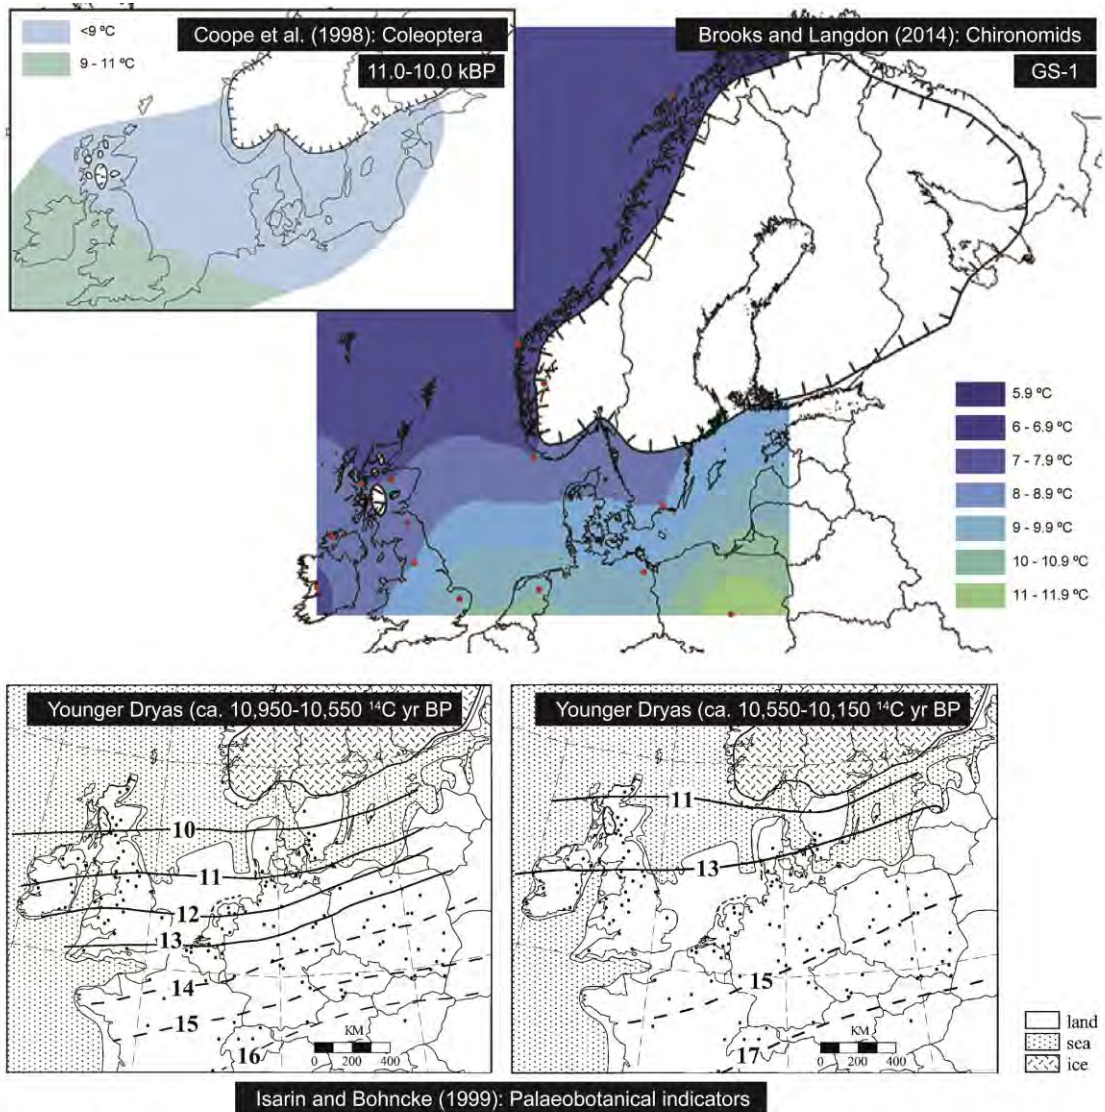 <9 ºC
9 - 11 ºC
Coope et al. (1998): Coleoptera
11.0-10.0 kBP
Brooks and Langdon (2014): Chironomids
GS-1
5.9 ºC
6 - 6.9 ºC
7 - 7.9 ºC
8 - 8.9 ºC
9 - 9.9 ºC
10 - 10.9 ºC
11 - 11.9 ºC
Younger Dryas (ca. 10,950-10,550 ¹⁴C yr BP
10
11
12
13
14
15
16
KM
0 200 400
Younger Dryas (ca. 10,550-10,150 ¹⁴C yr BP
11
13
15
17
KM
0 200 400
land
sea
ice
Isarin and Bohncke (1999): Palaeobotanical indicators